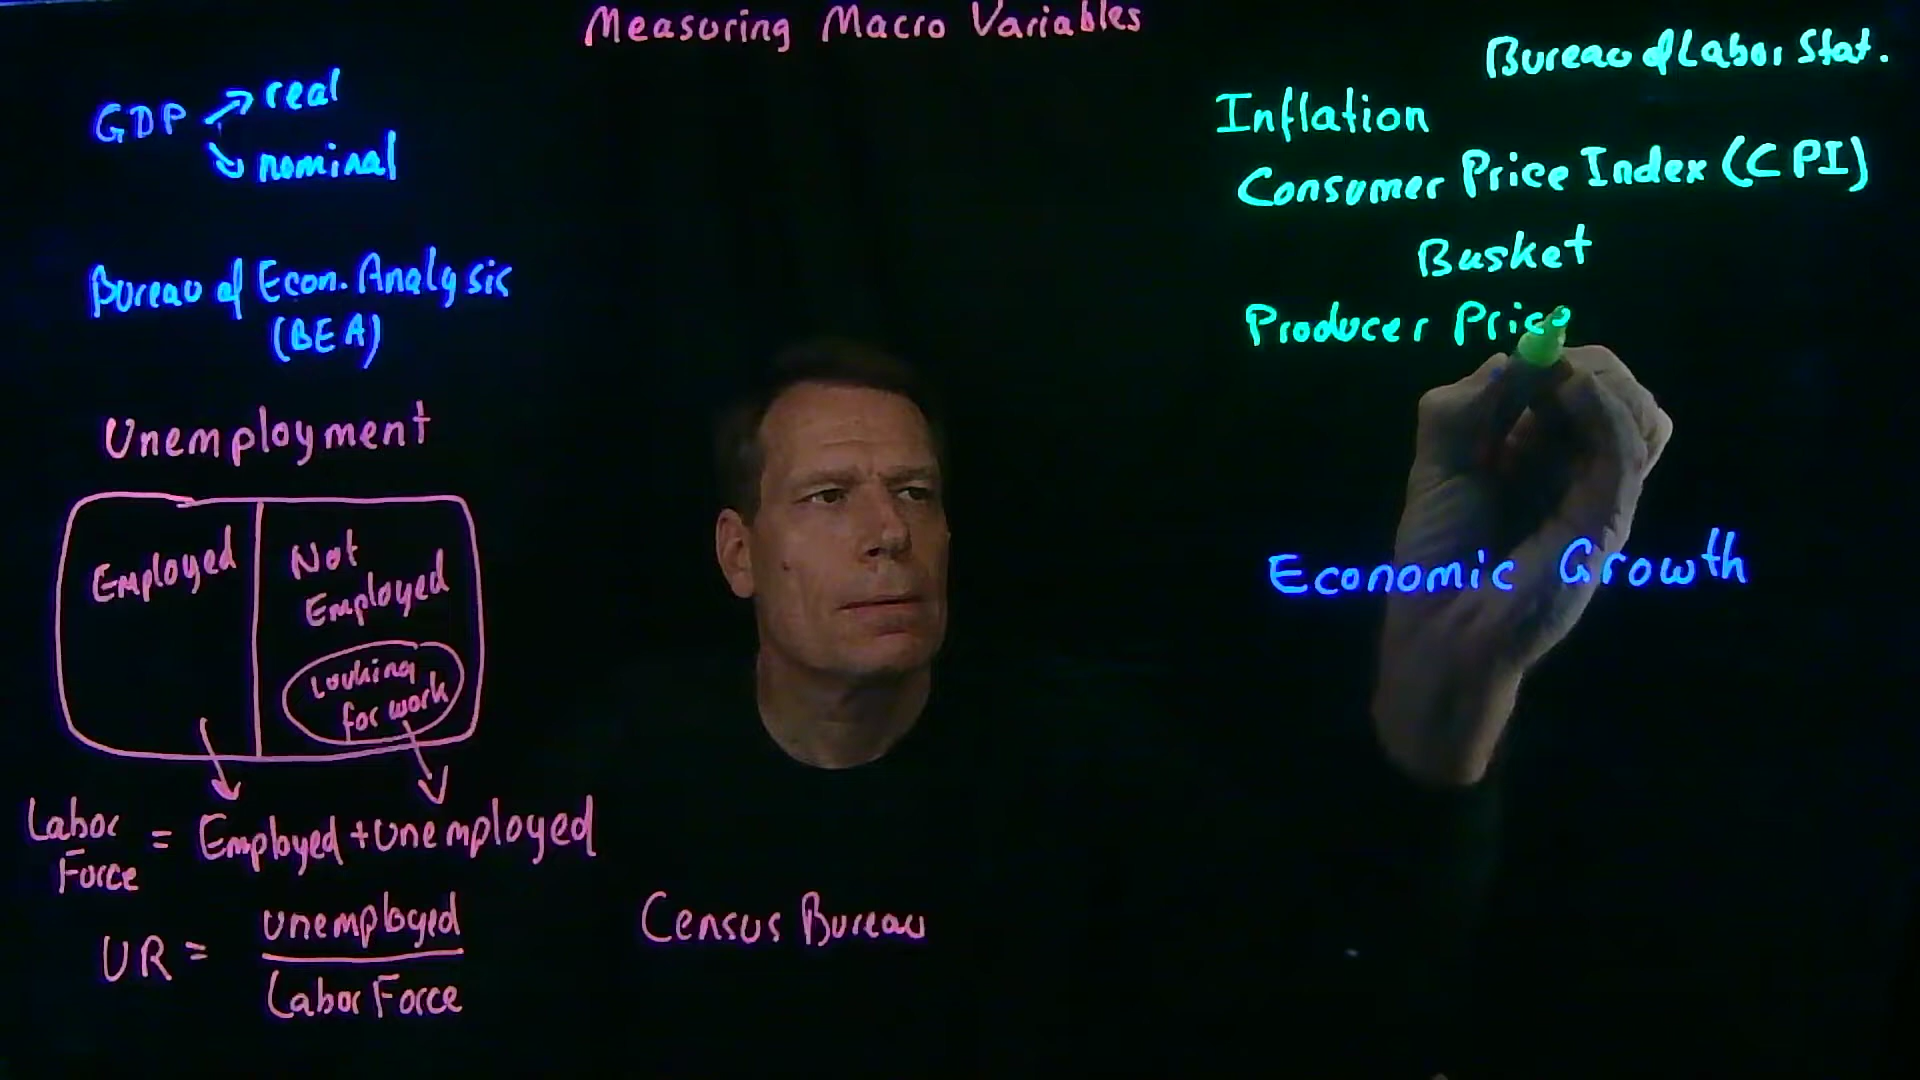 Measuring Macro Variables
GDP
real
nominal
Bureau of Econ. Analysis
(BEA)
Unemployment
Employed
Not
Employed
Looking
for work
Labor
Force
= Employed + Unemployed
UR = unemployed
Labor Force
Census Bureau
Bureau of Labor Stat.
Inflation
Consumer Price Index (CPI)
Basket
Producer Price
Economic Growth